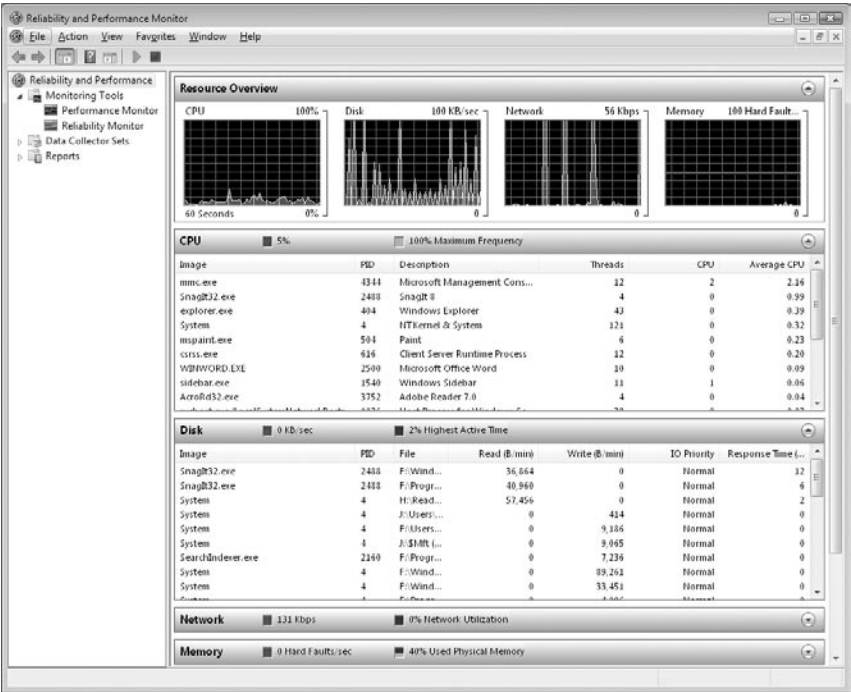 Reliability and Performance Monitor
File Action View Favorites Window Help
Reliability and Performance
Monitoring Tools
Performance Monitor
Reliability Monitor
Data Collector Sets
Reports
Resource Overview
CPU 100% Disk 100 KB/sec Network 56 Kbps Memory 100 Hard Fault...
60 Seconds 0% 0 0 0
CPU 5% 100% Maximum Frequency
Image PID Description Threads CPU Average CPU
mmc.exe 4344 Microsoft Management Cons... 12 2 2.16
SnagIt32.exe 2488 SnagIt 8 4 0 0.99
explorer.exe 404 Windows Explorer 43 0 0.39
System 4 NT Kernel & System 121 0 0.32
mspaint.exe 504 Paint 6 0 0.23
csrss.exe 616 Client Server Runtime Process 12 0 0.20
WINWORD.EXE 2500 Microsoft Office Word 10 0 0.09
sidebar.exe 1540 Windows Sidebar 11 1 0.06
AcroRd32.exe 3752 Adobe Reader 7.0 4 0 0.04
Disk 0 KB/sec 2% Highest Active Time
Image PID File Read (B/min) Write (B/min) IO Priority Response Time (...
SnagIt32.exe 2488 F:\Wind... 36,864 0 Normal 12
SnagIt32.exe 2488 F:\Progr... 40,960 0 Normal 6
System 4 H:\Read... 57,456 0 Normal 2
System 4 J:\Users\... 0 414 Normal 0
System 4 F:\Users... 0 9,186 Normal 0
System 4 J:\$Mft (... 0 9,065 Normal 0
SearchIndexer.exe 2160 F:\Progr... 0 7,236 Normal 0
System 4 F:\Wind... 0 89,261 Normal 0
System 4 F:\Wind... 0 33,451 Normal 0
Network 131 Kbps 0% Network Utilization
Memory 0 Hard Faults/sec 40% Used Physical Memory